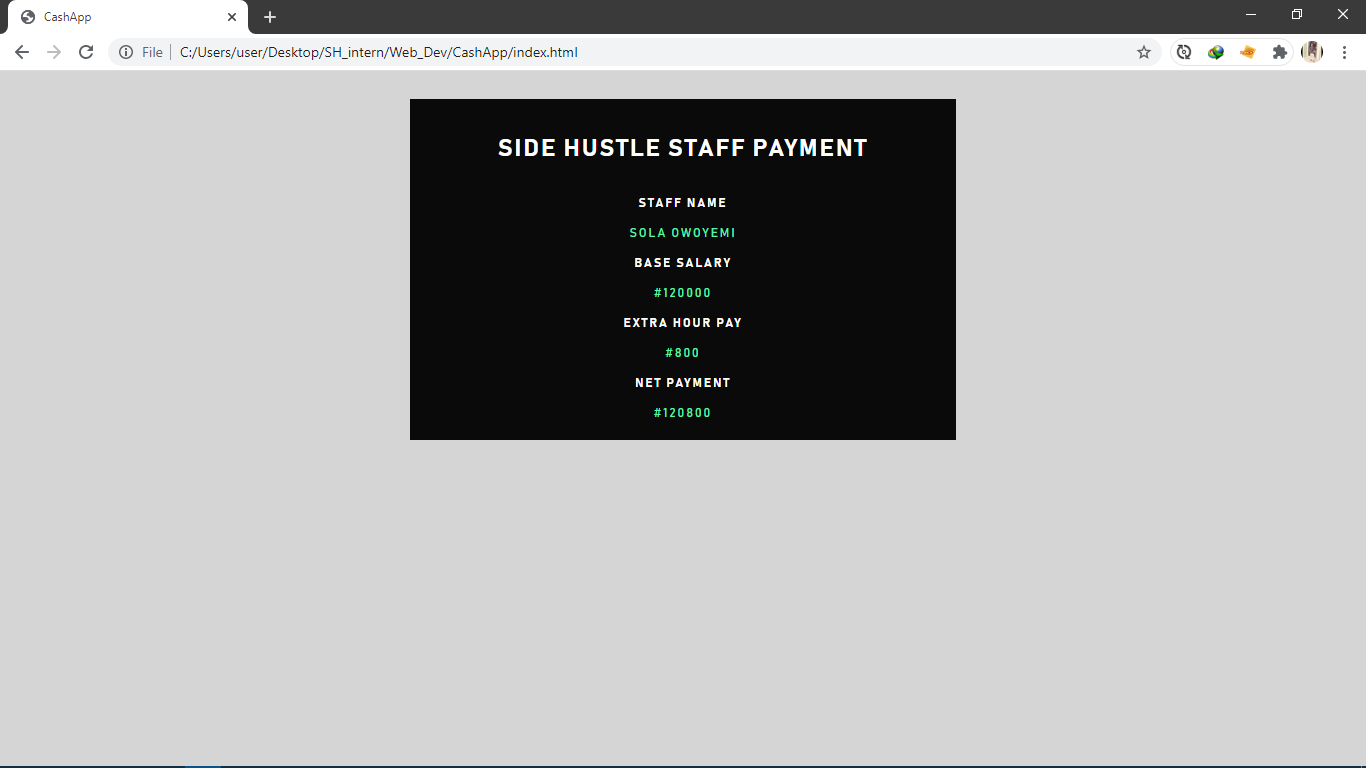 CashApp
File
C:/Users/user/Desktop/SH_intern/Web_Dev/CashApp/index.html
SIDE HUSTLE STAFF PAYMENT
STAFF NAME
SOLA OWOYEMI
BASE SALARY
#120000
EXTRA HOUR PAY
#800
NET PAYMENT
#120800